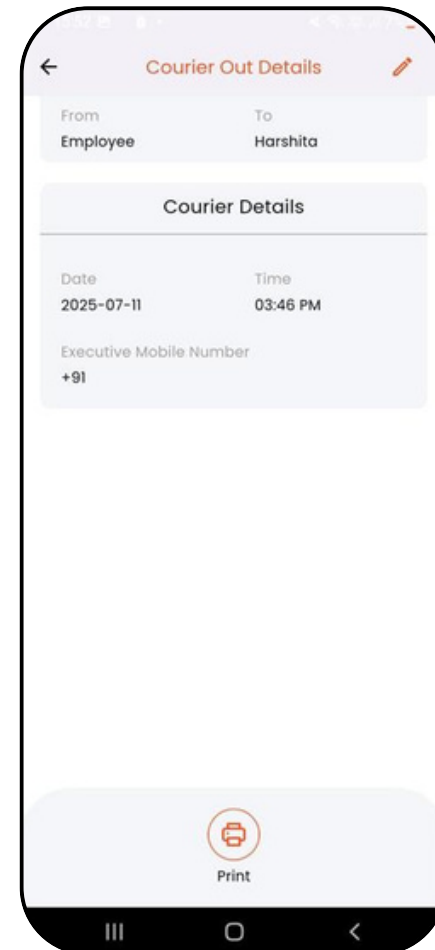 Courier Out Details
From To
Employee Harshita
Courier Details
Date Time
2025-07-11 03:46 PM
Executive Mobile Number
+91
Print